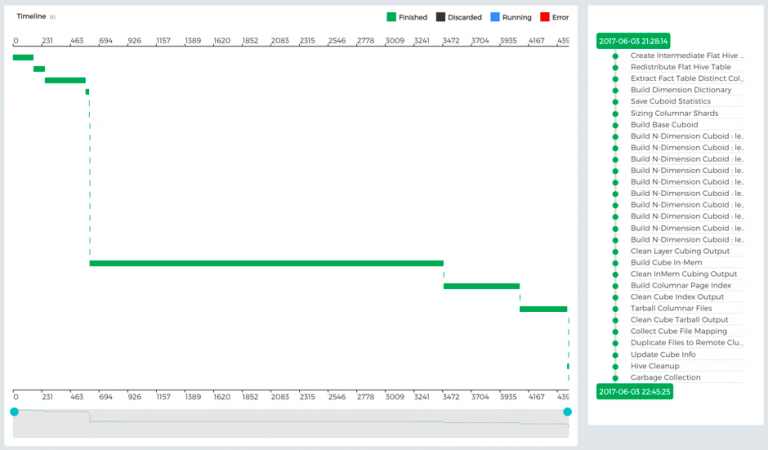 Timeline (s)
Finished Discarded Running Error
0 231 463 694 926 1157 1389 1620 1852 2083 2315 2546 2778 3009 3241 3472 3704 3935 4167 439
0 231 463 694 926 1157 1389 1620 1852 2083 2315 2546 2778 3009 3241 3472 3704 3935 4167 439
2017-06-03 21:28:14
Create Intermediate Flat Hive ...
Redistribute Flat Hive Table
Extract Fact Table Distinct Col...
Build Dimension Dictionary
Save Cuboid Statistics
Sizing Columnar Shards
Build Base Cuboid
Build N-Dimension Cuboid : le...
Build N-Dimension Cuboid : le...
Build N-Dimension Cuboid : le...
Build N-Dimension Cuboid : le...
Build N-Dimension Cuboid : le...
Build N-Dimension Cuboid : le...
Build N-Dimension Cuboid : le...
Build N-Dimension Cuboid : le...
Build N-Dimension Cuboid : le...
Build N-Dimension Cuboid : le...
Clean Layer Cubing Output
Build Cube In-Mem
Clean InMem Cubing Output
Build Columnar Page Index
Clean Cube Index Output
Tarball Columnar Files
Clean Cube Tarball Output
Collect Cube File Mapping
Duplicate Files to Remote Clu...
Update Cube Info
Hive Cleanup
Garbage Collection
2017-06-03 22:45:25